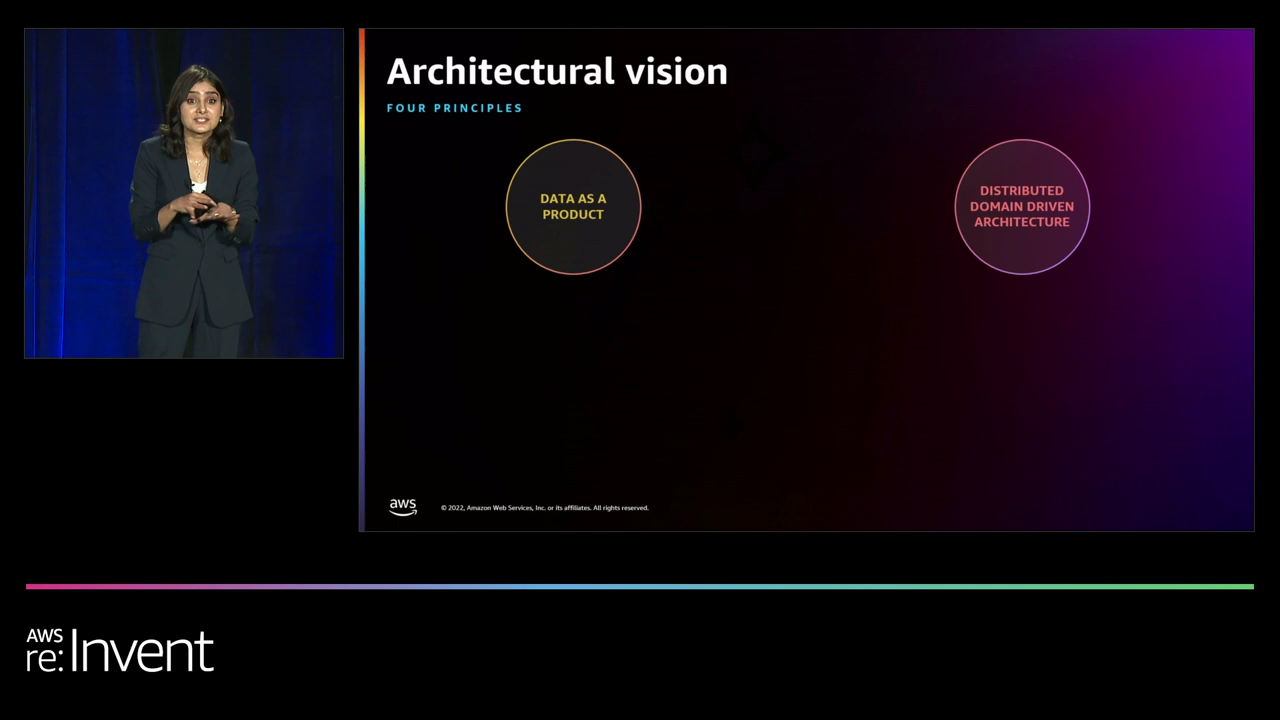 Architectural vision
FOUR PRINCIPLES
DATA AS A
PRODUCT
DISTRIBUTED
DOMAIN DRIVEN
ARCHITECTURE
aws
© 2022, Amazon Web Services, Inc. or its affiliates. All rights reserved.
AWS
re:Invent